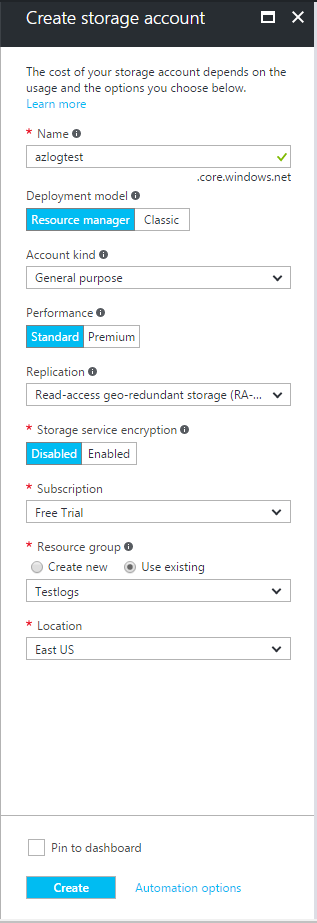 Create storage account
The cost of your storage account depends on the
usage and the options you choose below.
Learn more
* Name
azlogtest
.core.windows.net
Deployment model
Resource manager Classic
Account kind
General purpose
Performance
Standard Premium
Replication
Read-access geo-redundant storage (RA-...
* Storage service encryption
Disabled Enabled
* Subscription
Free Trial
* Resource group
Create new Use existing
Testlogs
* Location
East US
Pin to dashboard
Create Automation options